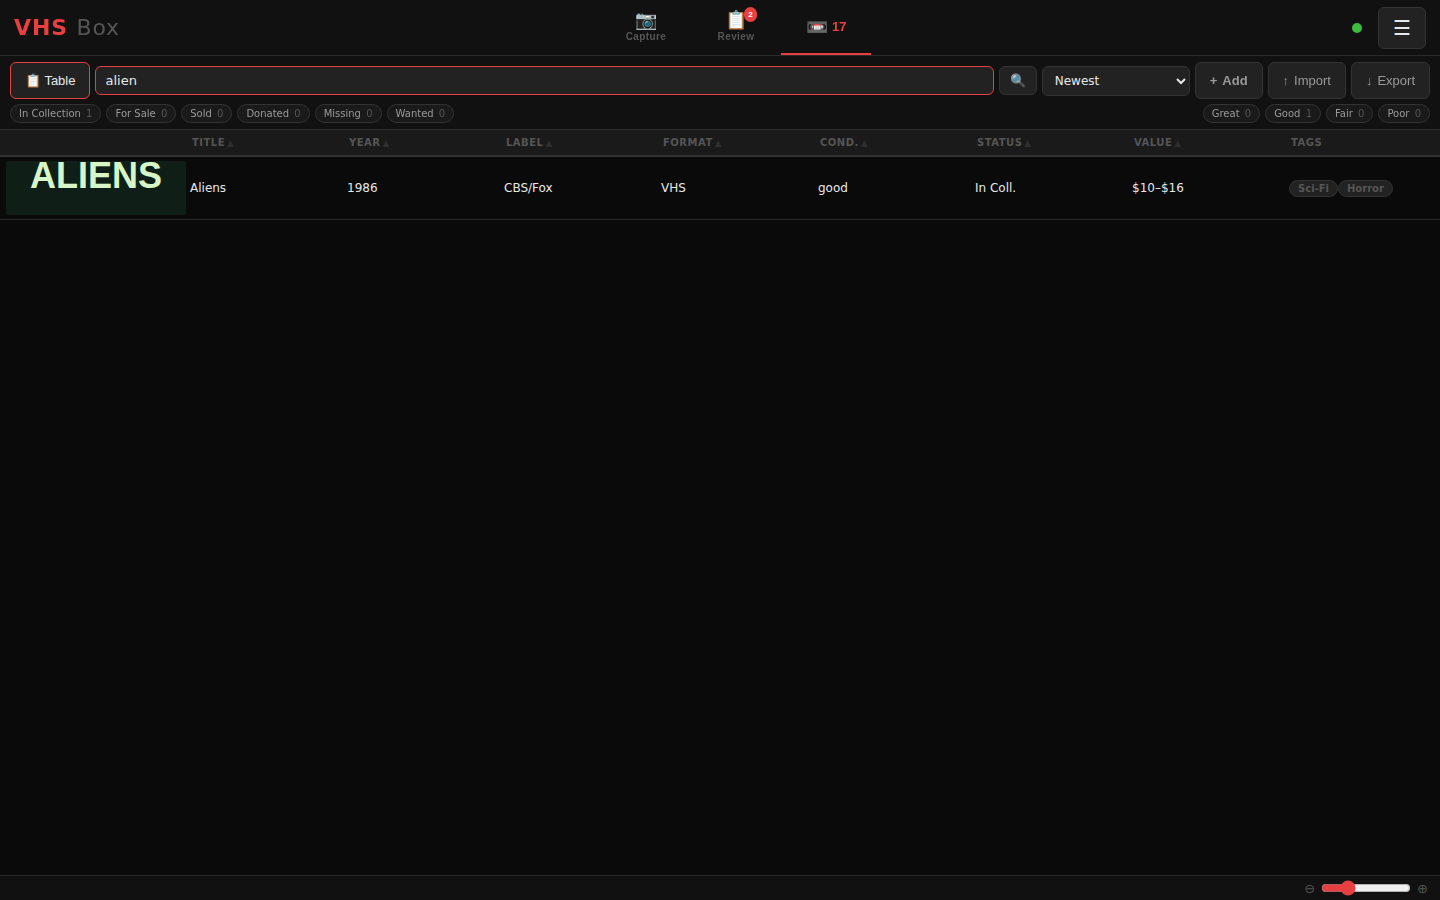 VHS Box
Capture
2
Review
17
☰
Table
alien
Newest
+ Add
↑ Import
↓ Export
In Collection 1
For Sale 0
Sold 0
Donated 0
Missing 0
Wanted 0
Great 0
Good 1
Fair 0
Poor 0
TITLE▲ YEAR▲ LABEL▲ FORMAT▲ COND.▲ STATUS▲ VALUE▲ TAGS
ALIENS
Aliens 1986 CBS/Fox VHS good In Coll. $10–$16 Sci-Fi Horror